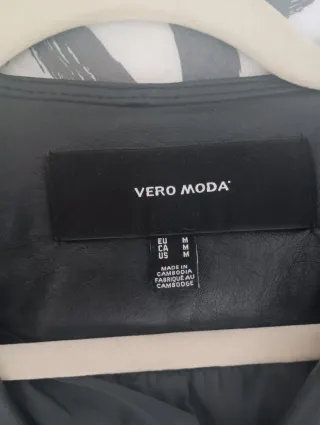 VERO MODA
EU M
CA M
US M
MADE IN
CAMBODIA
FABRIQUÉ AU
CAMBODGE